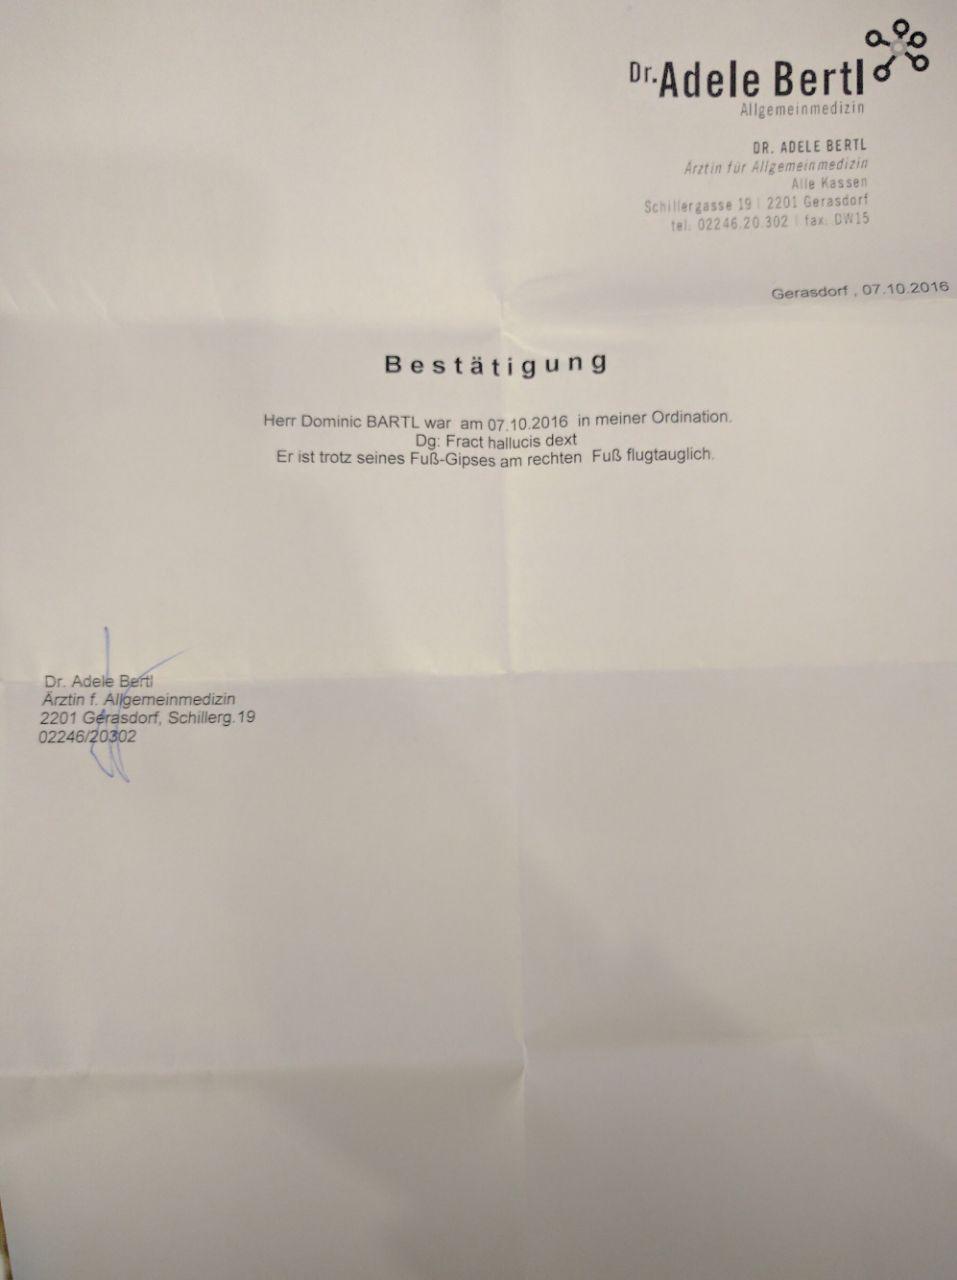 Dr. Adele Bertl
Allgemeinmedizin
DR. ADELE BERTL
Ärztin für Allgemeinmedizin
Alle Kassen
Schillergasse 19 | 2201 Gerasdorf
tel. 02246.20.302 | fax. DW15
Gerasdorf , 07.10.2016
Bestätigung
Herr Dominic BARTL war am 07.10.2016 in meiner Ordination.
Dg: Fract hallucis dext
Er ist trotz seines Fuß-Gipses am rechten Fuß flugtauglich.
Dr. Adele Bertl
Ärztin f. Allgemeinmedizin
2201 Gerasdorf, Schillerg.19
02246/20302